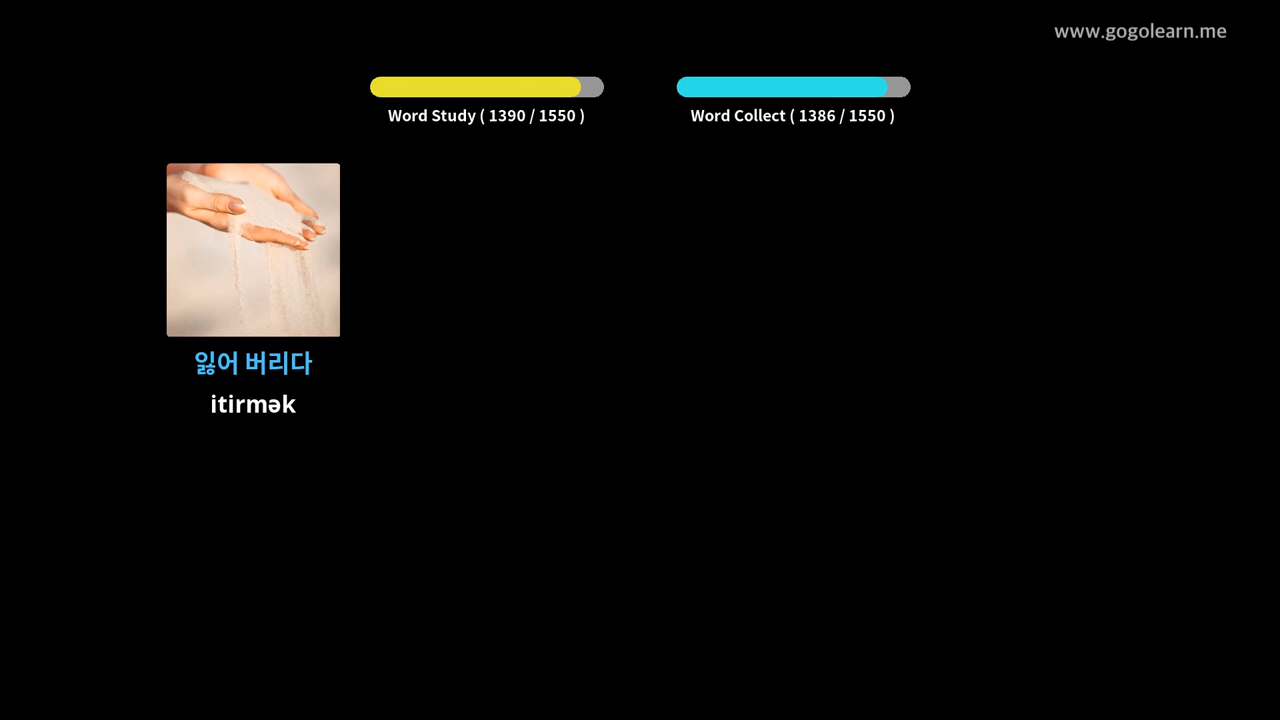 www.gogolearn.me
Word Study ( 1390 / 1550 )
Word Collect ( 1386 / 1550 )
잃어 버리다
itirmək